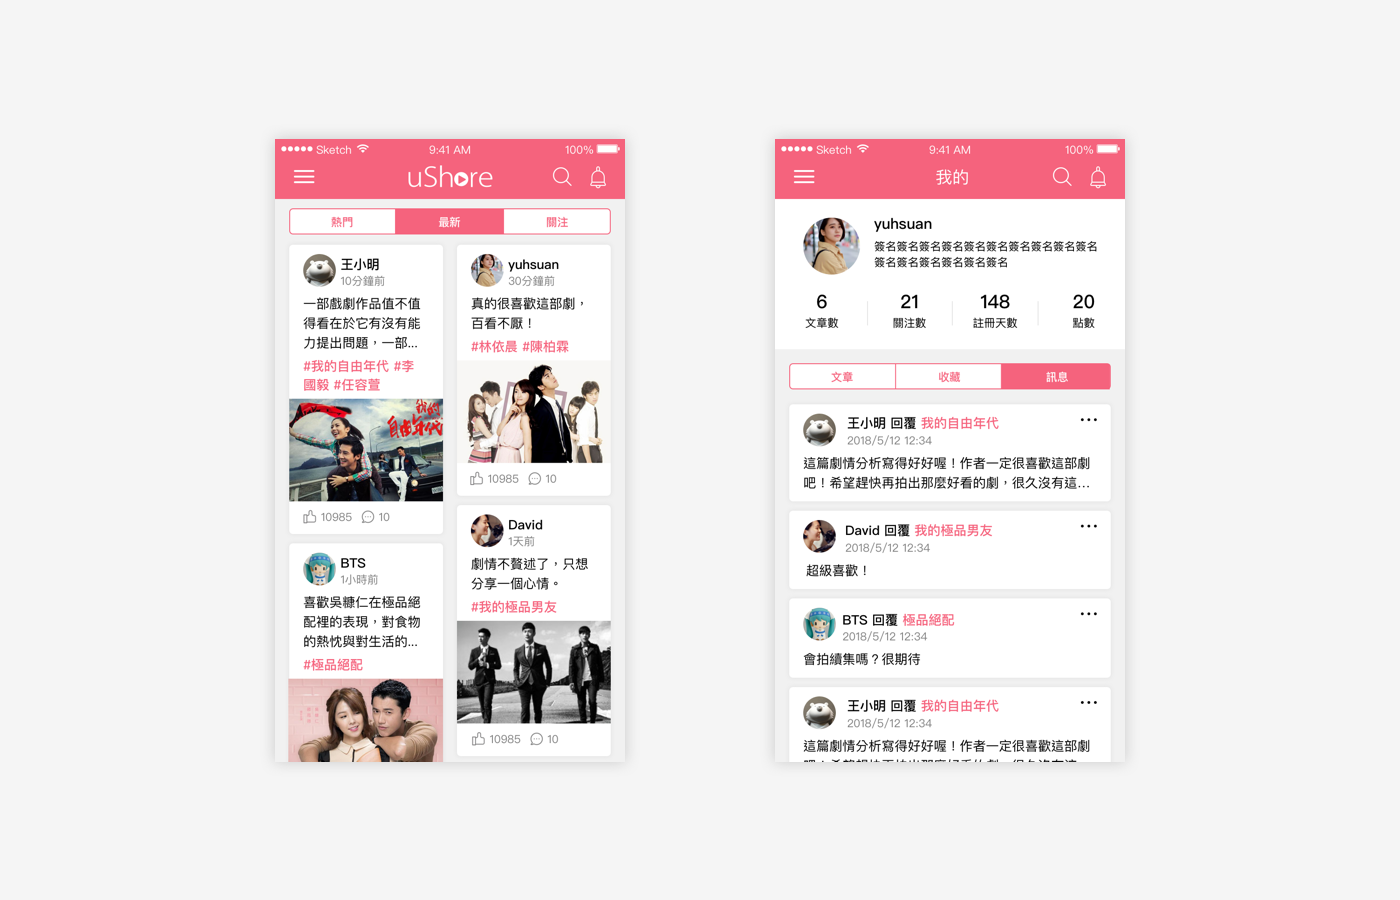 Sketch 9:41 AM 100%
uShore
熱門 最新 關注
王小明
10分鐘前
一部戲劇作品值不值
得看在於它有沒有能
力提出問題，一部...
#我的自由年代 #李
國毅 #任容萱
我的
自由年代
10985 10
BTS
1小時前
喜歡吳糠仁在極品絕
配裡的表現，對食物
的熱忱與對生活的...
#極品絕配
yuhsuan
30分鐘前
真的很喜歡這部劇，
百看不厭！
#林依晨 #陳柏霖
10985 10
David
1天前
劇情不贅述了，只想
分享一個心情。
#我的極品男友
10985 10
Sketch 9:41 AM 100%
我的
yuhsuan
簽名簽名簽名簽名簽名簽名簽名簽名簽名簽名
簽名簽名簽名簽名簽名簽名
6 21 148 20
文章數 關注數 註冊天數 點數
文章 收藏 訊息
王小明 回覆 我的自由年代
2018/5/12 12:34
這篇劇情分析寫得好好喔！作者一定很喜歡這部劇
吧！希望趕快再拍出那麼好看的劇，很久沒有這...
David 回覆 我的極品男友
2018/5/12 12:34
超級喜歡！
BTS 回覆 極品絕配
2018/5/12 12:34
會拍續集嗎？很期待
王小明 回覆 我的自由年代
2018/5/12 12:34
這篇劇情分析寫得好好喔！作者一定很喜歡這部劇